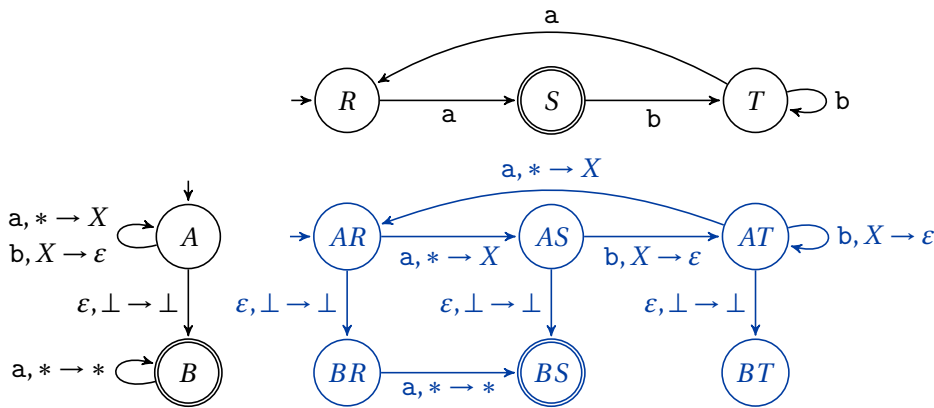 a
R
S
T
b
a
b
a, ∗ → X
a, ∗ → X
b, X → ε
A
AR
AS
AT
b, X → ε
a, ∗ → X
b, X → ε
ε, ⊥ → ⊥
ε, ⊥ → ⊥
ε, ⊥ → ⊥
ε, ⊥ → ⊥
a, ∗ → ∗
B
BR
BS
BT
a, ∗ → ∗